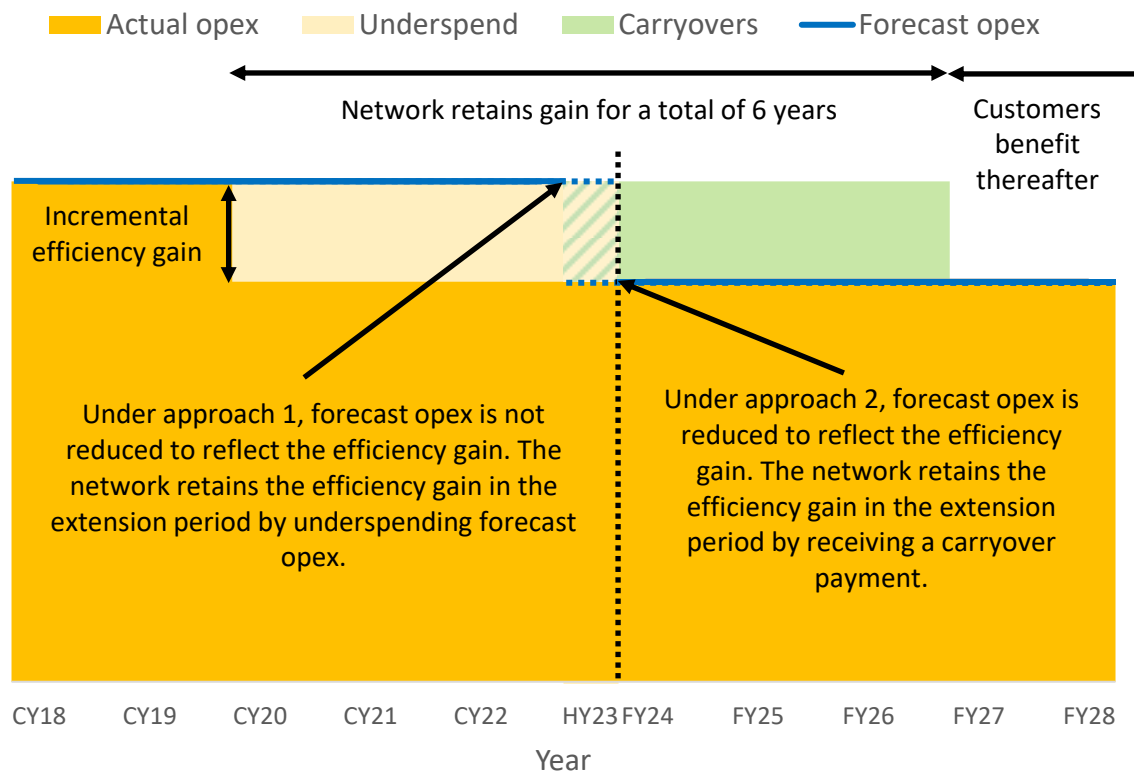 Actual opex Underspend Carryovers Forecast opex
Network retains gain for a total of 6 years
Customers
benefit
thereafter
Incremental
efficiency gain
Under approach 1, forecast opex is not
reduced to reflect the efficiency gain. The
network retains the efficiency gain in the
extension period by underspending forecast
opex.
Under approach 2, forecast opex is
reduced to reflect the efficiency
gain. The network retains the
efficiency gain in the extension
period by receiving a carryover
payment.
CY18 CY19 CY20 CY21 CY22 HY23 FY24 FY25 FY26 FY27 FY28
Year